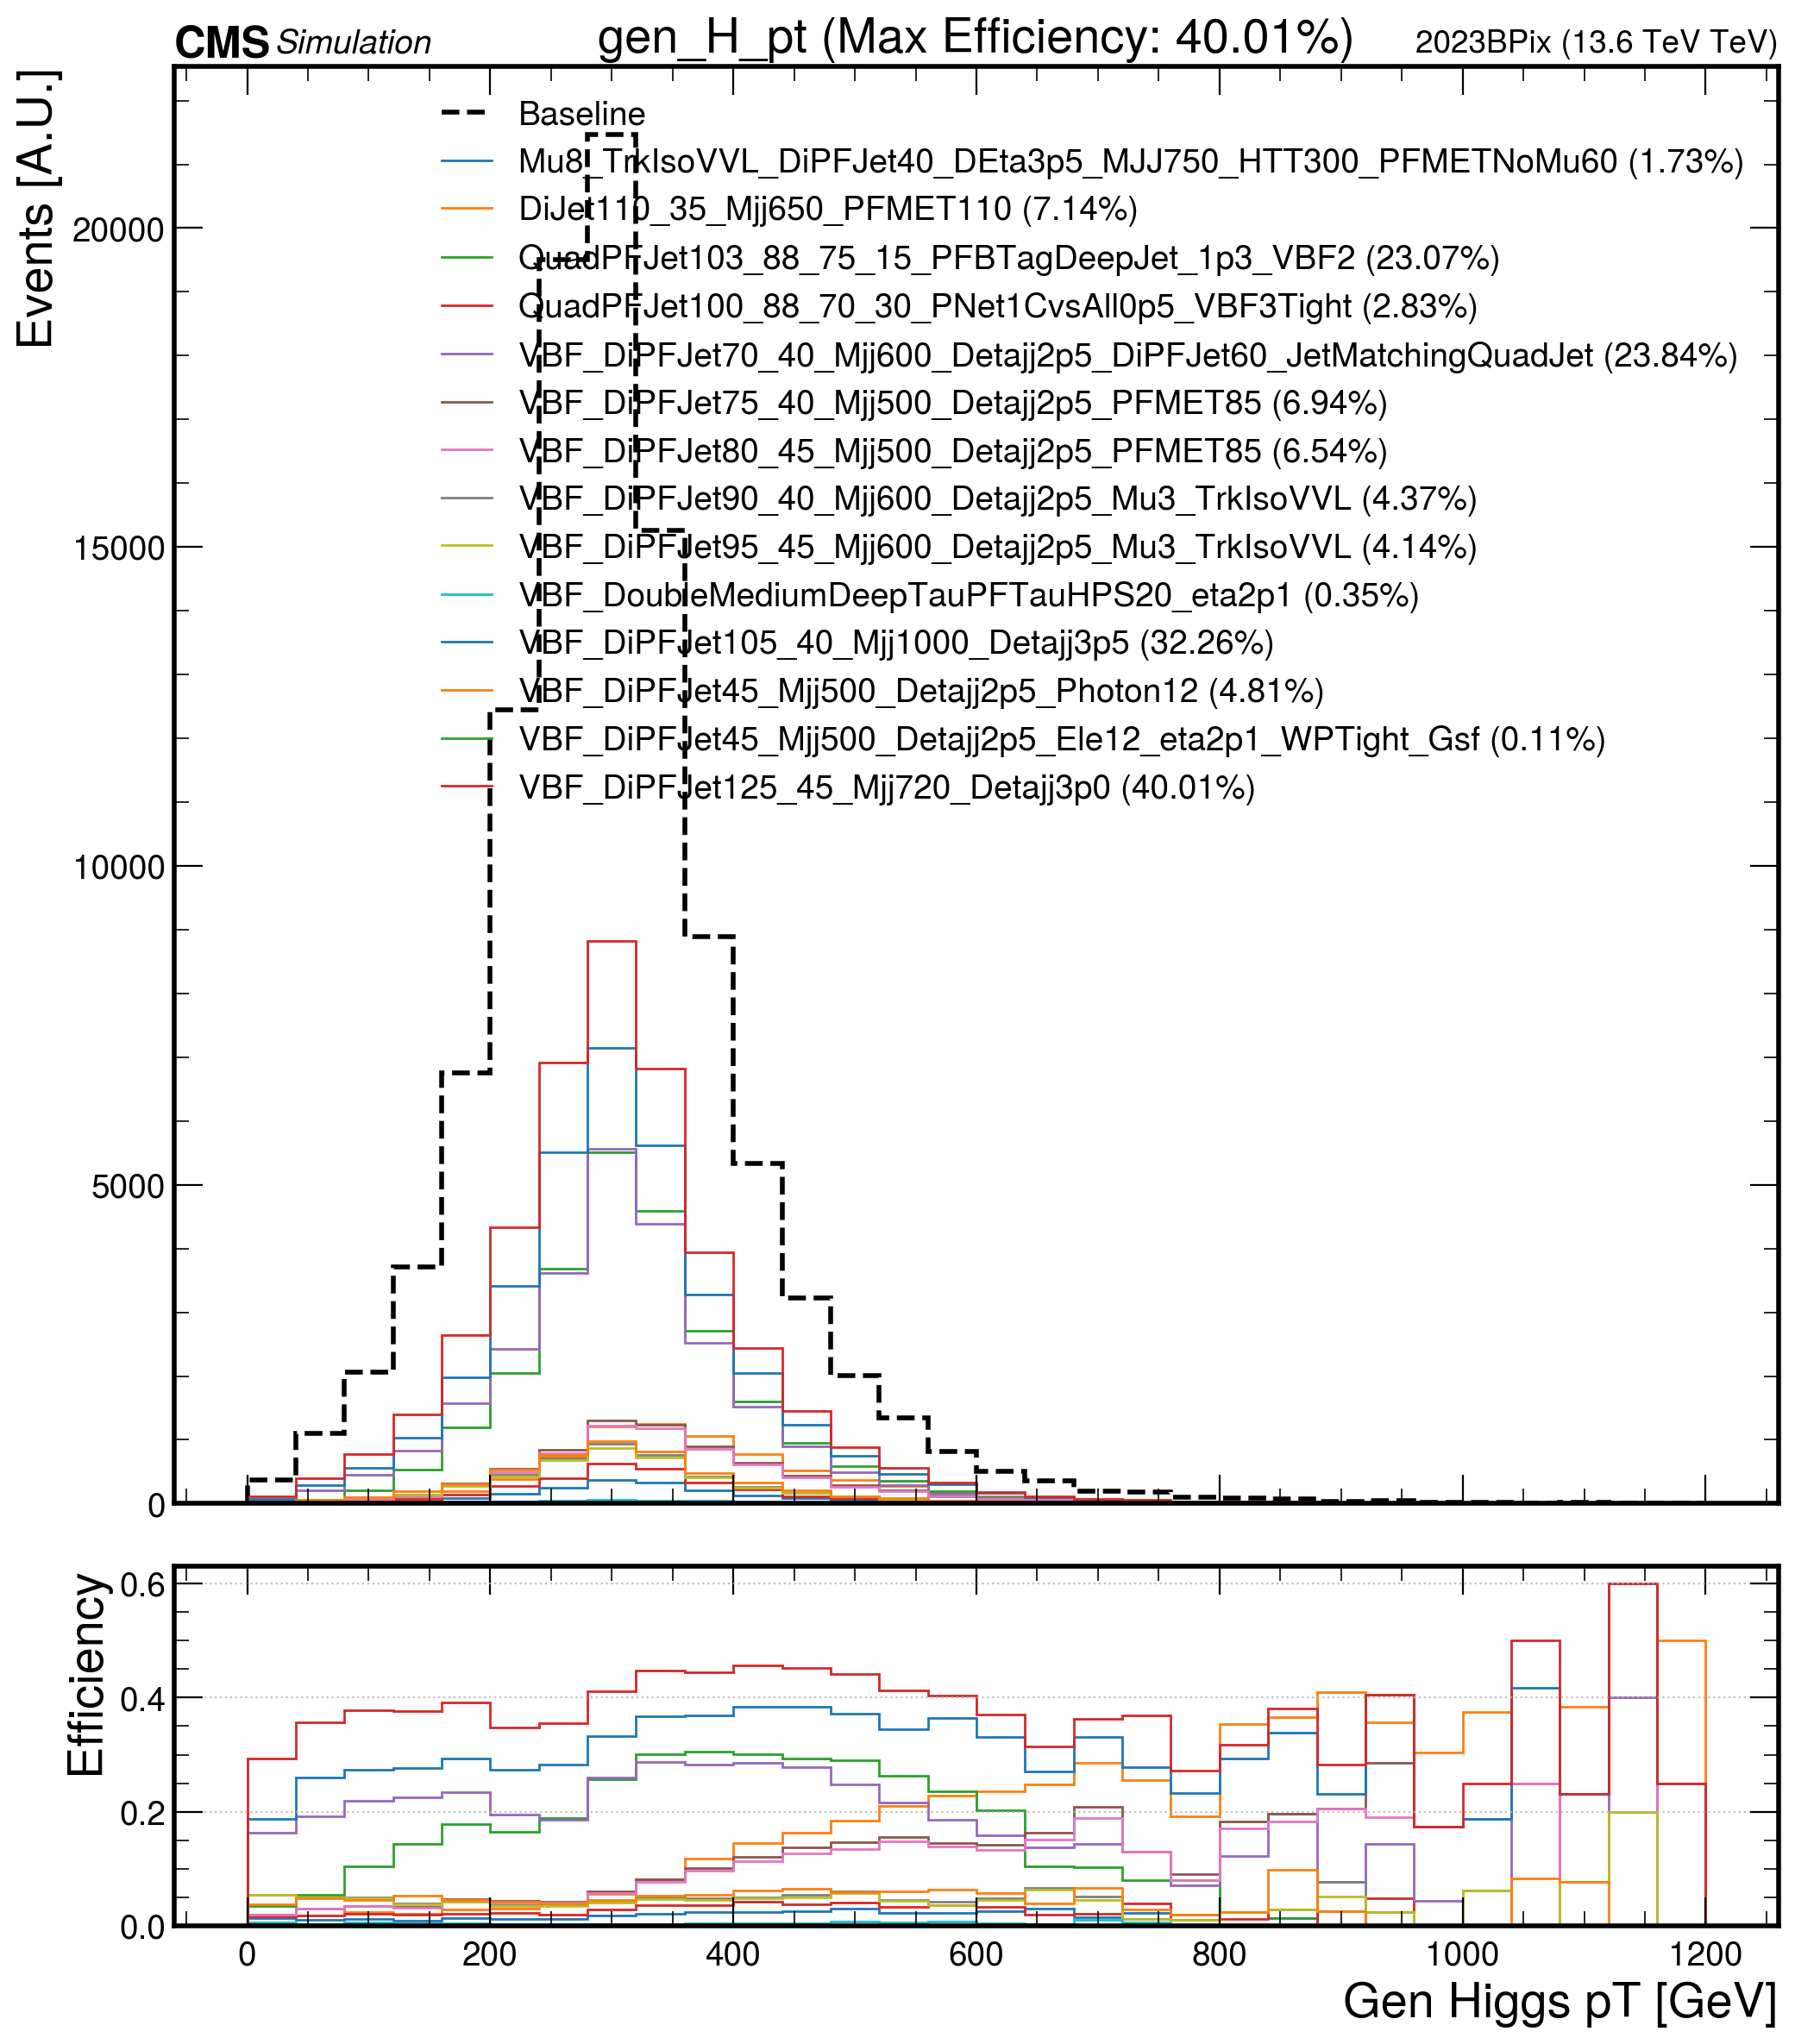 CMS Simulation gen_H_pt (Max Efficiency: 40.01%) 2023BPix (13.6 TeV TeV)
Events [A.U.]
Baseline
Mu8_TrkIsoVVL_DiPFJet40_DEta3p5_MJJ750_HTT300_PFMETNoMu60 (1.73%)
DiJet110_35_Mjj650_PFMET110 (7.14%)
QuadPFJet103_88_75_15_PFBTagDeepJet_1p3_VBF2 (23.07%)
QuadPFJet100_88_70_30_PNet1CvsAll0p5_VBF3Tight (2.83%)
VBF_DiPFJet70_40_Mjj600_Detajj2p5_DiPFJet60_JetMatchingQuadJet (23.84%)
VBF_DiPFJet75_40_Mjj500_Detajj2p5_PFMET85 (6.94%)
VBF_DiPFJet80_45_Mjj500_Detajj2p5_PFMET85 (6.54%)
VBF_DiPFJet90_40_Mjj600_Detajj2p5_Mu3_TrkIsoVVL (4.37%)
VBF_DiPFJet95_45_Mjj600_Detajj2p5_Mu3_TrkIsoVVL (4.14%)
VBF_DoubleMediumDeepTauPFTauHPS20_eta2p1 (0.35%)
VBF_DiPFJet105_40_Mjj1000_Detajj3p5 (32.26%)
VBF_DiPFJet45_Mjj500_Detajj2p5_Photon12 (4.81%)
VBF_DiPFJet45_Mjj500_Detajj2p5_Ele12_eta2p1_WPTight_Gsf (0.11%)
VBF_DiPFJet125_45_Mjj720_Detajj3p0 (40.01%)
20000
15000
10000
5000
0
Efficiency
0.6
0.4
0.2
0.0
0 200 400 600 800 1000 1200
Gen Higgs pT [GeV]